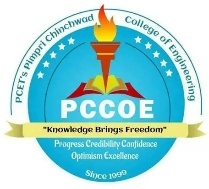 PCET's Pimpri Chinchwad College of Engineering
PCCOE
"Knowledge Brings Freedom"
Progress Credibility Confidence
Optimism Excellence
Since 1999